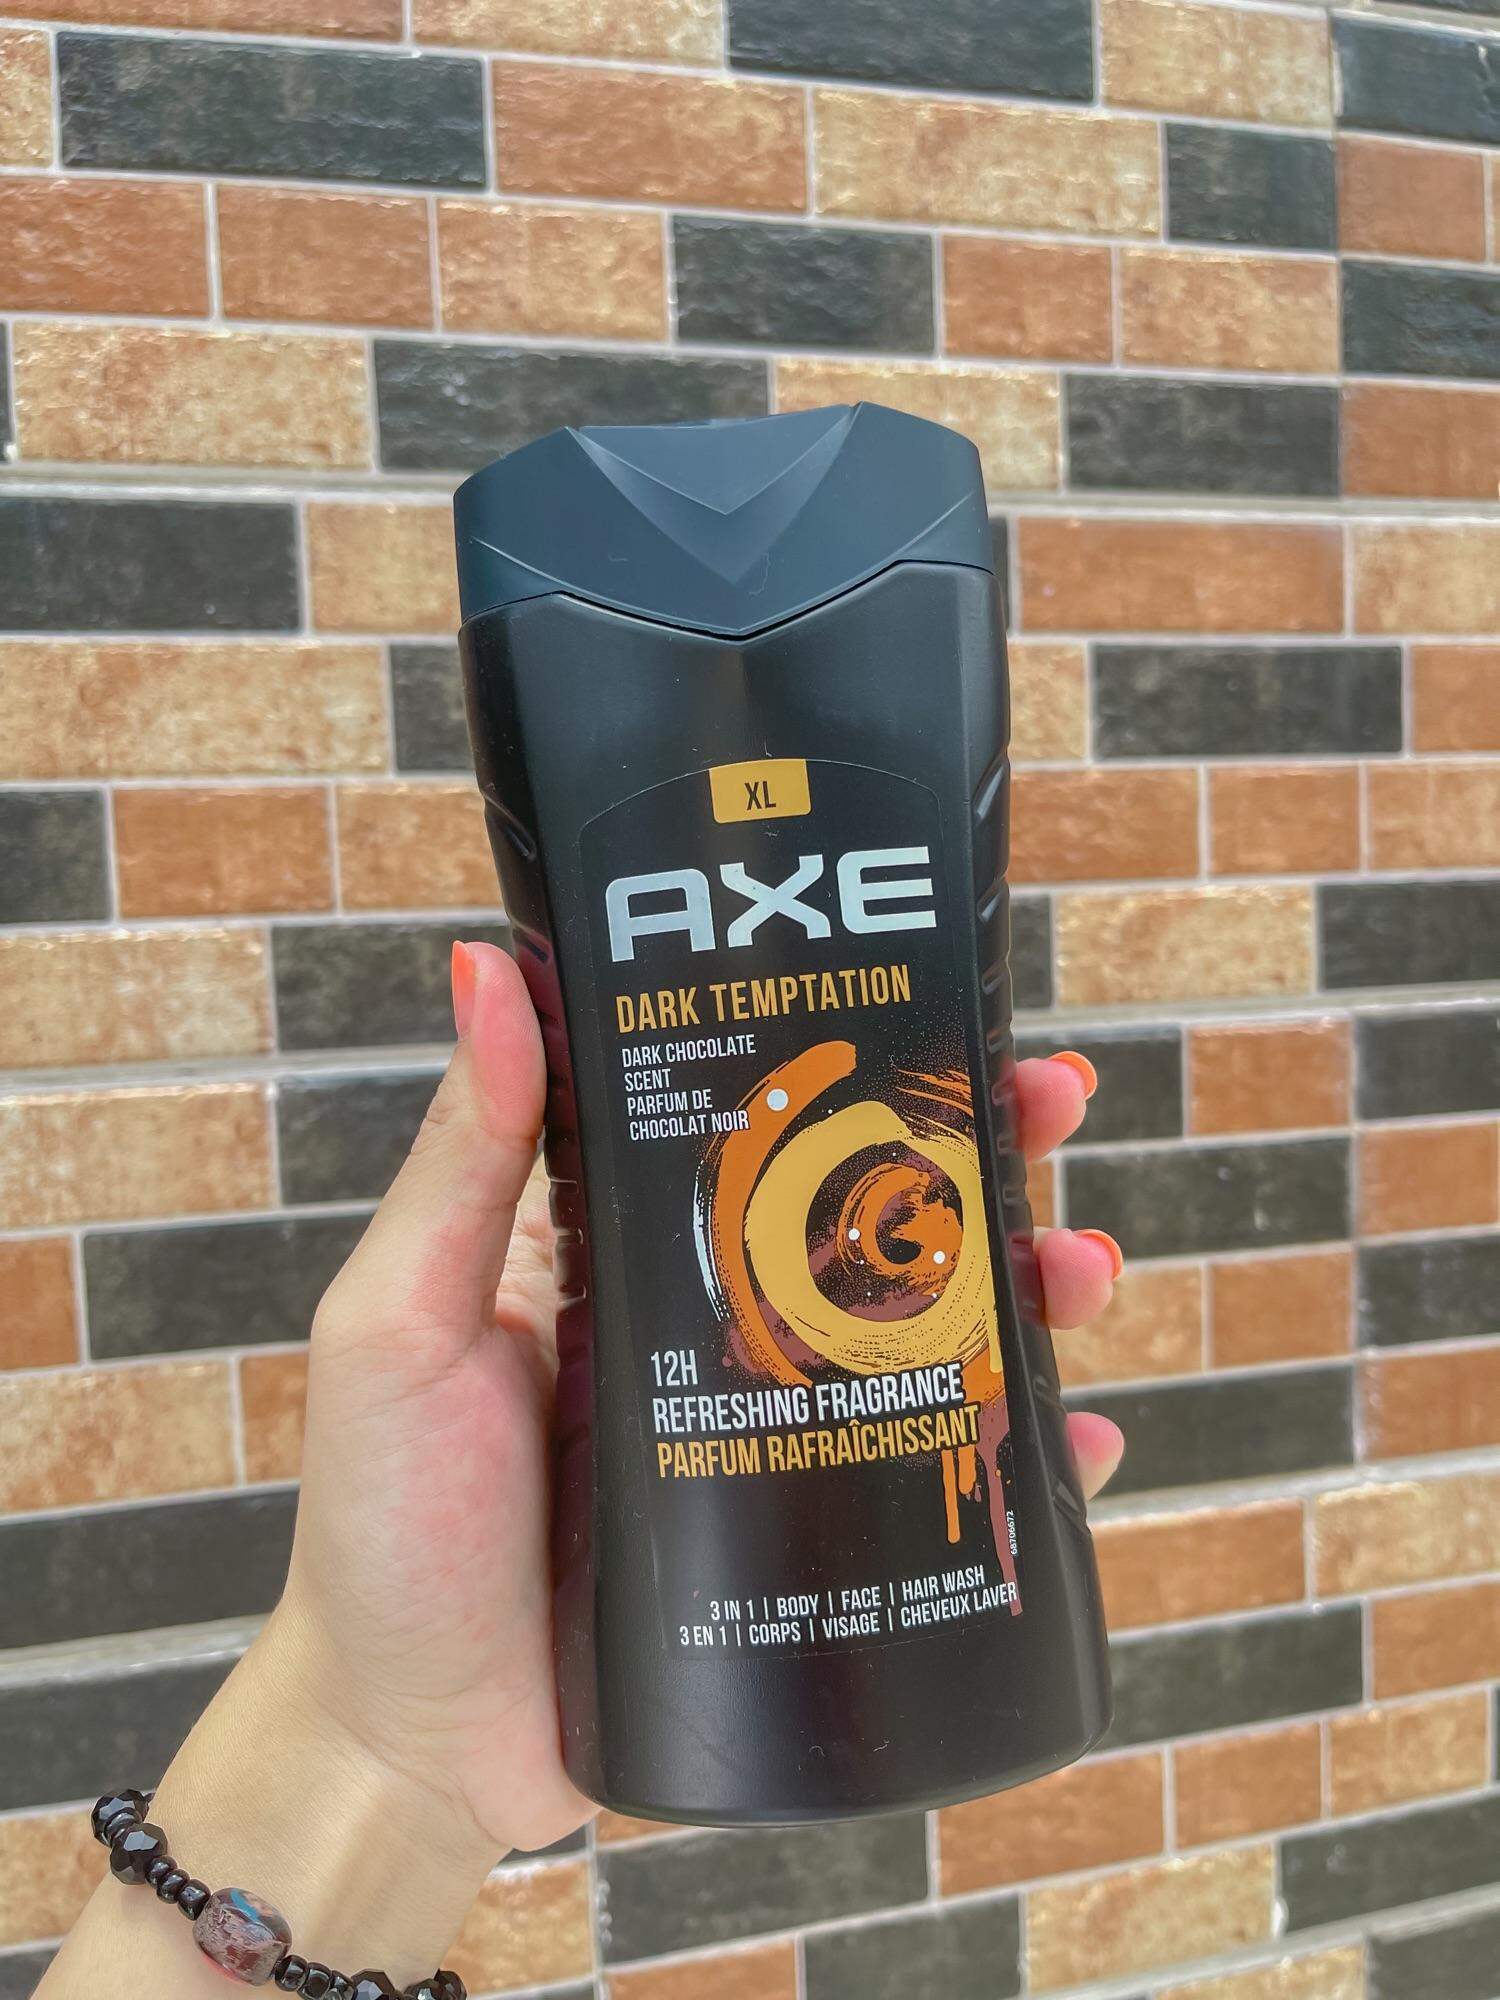 XL
AXE
DARK TEMPTATION
DARK CHOCOLATE
SCENT
PARFUM DE
CHOCOLAT NOIR
12H
REFRESHING FRAGRANCE
PARFUM RAFRAÎCHISSANT
68706672
3 IN 1 | BODY | FACE | HAIR WASH
3 EN 1 | CORPS | VISAGE | CHEVEUX LAVER